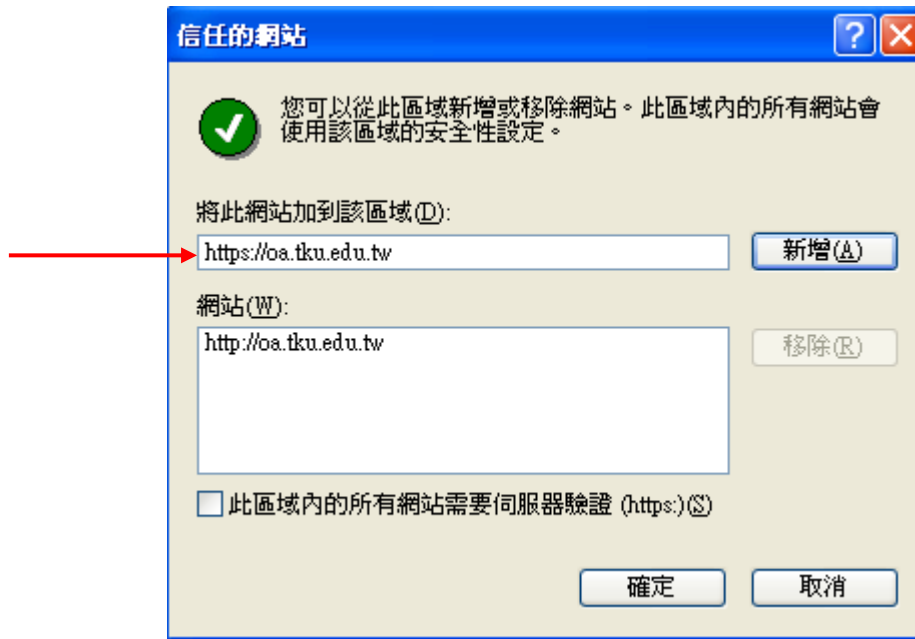 信任的網站
您可以從此區域新增或移除網站。此區域內的所有網站會
使用該區域的安全性設定。
將此網站加到該區域(D):
https://oa.tku.edu.tw
新增(A)
網站(W):
http://oa.tku.edu.tw
移除(R)
此區域內的所有網站需要伺服器驗證 (https:)(S)
確定
取消